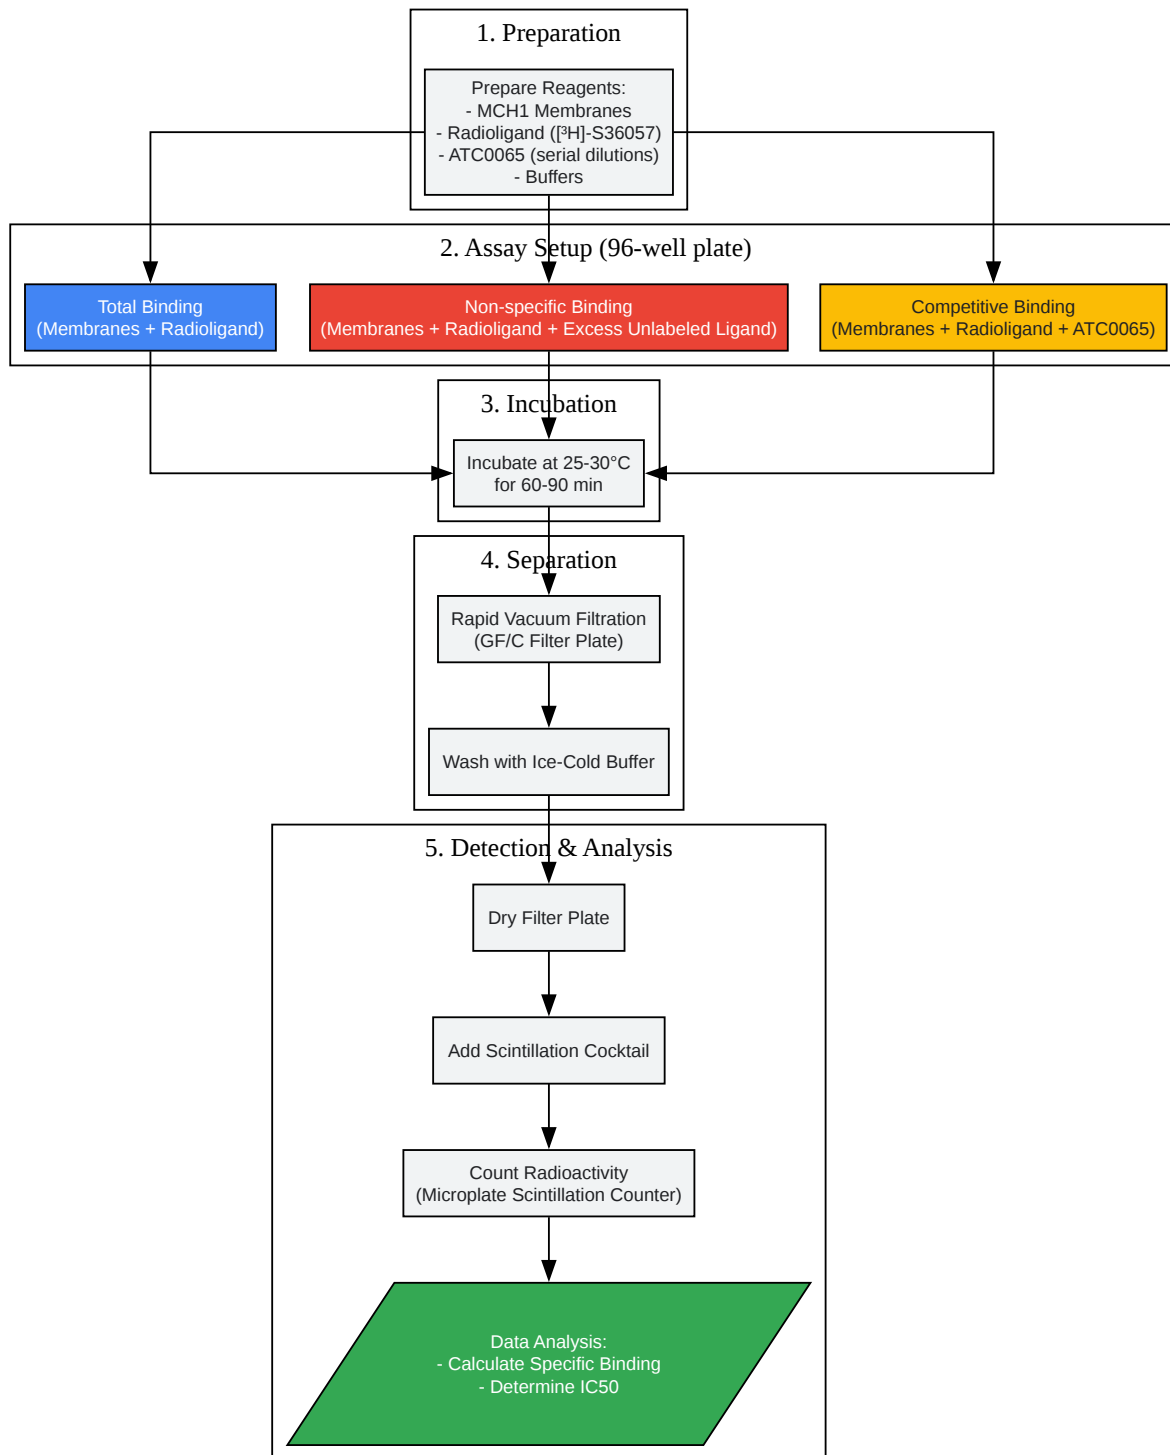 1. Preparation
Prepare Reagents:
- MCH1 Membranes
- Radioligand ([³H]-S36057)
- ATC0065 (serial dilutions)
- Buffers
2. Assay Setup (96-well plate)
Total Binding
(Membranes + Radioligand)
Non-specific Binding
(Membranes + Radioligand + Excess Unlabeled Ligand)
Competitive Binding
(Membranes + Radioligand + ATC0065)
3. Incubation
Incubate at 25-30°C
for 60-90 min
4. Separation
Rapid Vacuum Filtration
(GF/C Filter Plate)
Wash with Ice-Cold Buffer
5. Detection & Analysis
Dry Filter Plate
Add Scintillation Cocktail
Count Radioactivity
(Microplate Scintillation Counter)
Data Analysis:
- Calculate Specific Binding
- Determine IC50